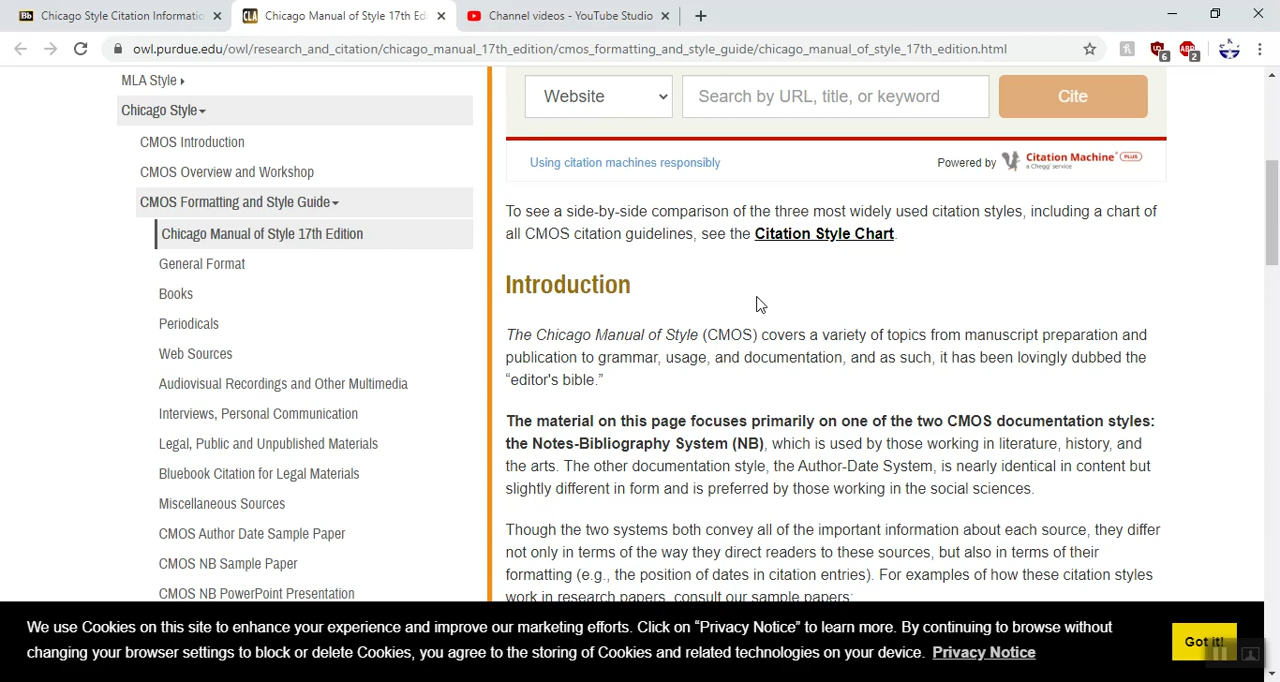 Chicago Style Citation Informatio
Chicago Manual of Style 17th Edi
Channel videos - YouTube Studio
owl.purdue.edu/owl/research_and_citation/chicago_manual_17th_edition/cmos_formatting_and_style_guide/chicago_manual_of_style_17th_edition.html
6
2
MLA Style
Chicago Style
CMOS Introduction
CMOS Overview and Workshop
CMOS Formatting and Style Guide
Chicago Manual of Style 17th Edition
General Format
Books
Periodicals
Web Sources
Audiovisual Recordings and Other Multimedia
Interviews, Personal Communication
Legal, Public and Unpublished Materials
Bluebook Citation for Legal Materials
Miscellaneous Sources
CMOS Author Date Sample Paper
CMOS NB Sample Paper
CMOS NB PowerPoint Presentation
Website
Search by URL, title, or keyword
Cite
Using citation machines responsibly
Powered by Citation Machine PLUS
a Chegg service
To see a side-by-side comparison of the three most widely used citation styles, including a chart of
all CMOS citation guidelines, see the Citation Style Chart.
Introduction
The Chicago Manual of Style (CMOS) covers a variety of topics from manuscript preparation and
publication to grammar, usage, and documentation, and as such, it has been lovingly dubbed the
“editor's bible.”
The material on this page focuses primarily on one of the two CMOS documentation styles:
the Notes-Bibliography System (NB), which is used by those working in literature, history, and
the arts. The other documentation style, the Author-Date System, is nearly identical in content but
slightly different in form and is preferred by those working in the social sciences.
Though the two systems both convey all of the important information about each source, they differ
not only in terms of the way they direct readers to these sources, but also in terms of their
formatting (e.g., the position of dates in citation entries). For examples of how these citation styles
work in research papers, consult our sample papers:
We use Cookies on this site to enhance your experience and improve our marketing efforts. Click on “Privacy Notice” to learn more. By continuing to browse without
changing your browser settings to block or delete Cookies, you agree to the storing of Cookies and related technologies on your device. Privacy Notice
Got it!